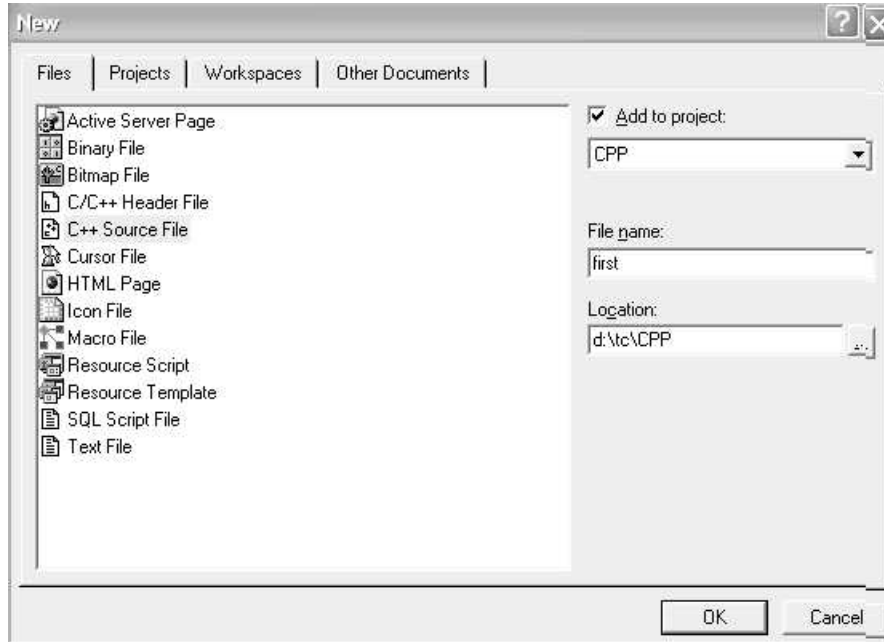 New
Files Projects Workspaces Other Documents
Active Server Page
Binary File
Bitmap File
C/C++ Header File
C++ Source File
Cursor File
HTML Page
Icon File
Macro File
Resource Script
Resource Template
SQL Script File
Text File
Add to project:
CPP
File name:
first
Location:
d:\tc\CPP
...
OK Cancel